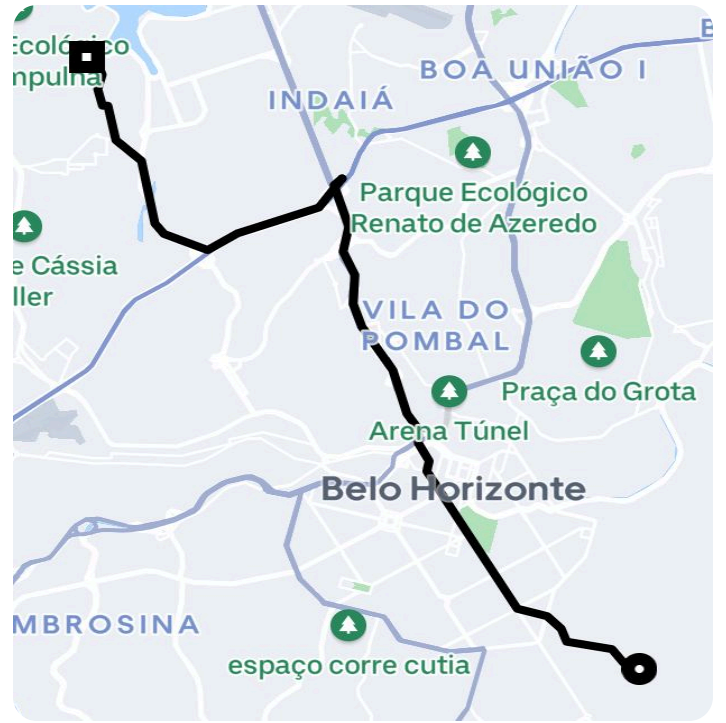 Ecológico
mpulha
BOA UNIÃO I
B
INDAIÁ
Parque Ecológico
Renato de Azeredo
e Cássia
ller
VILA DO
POMBAL
Praça do Grota
Arena Túnel
Belo Horizonte
MBROSINA
espaço corre cutia